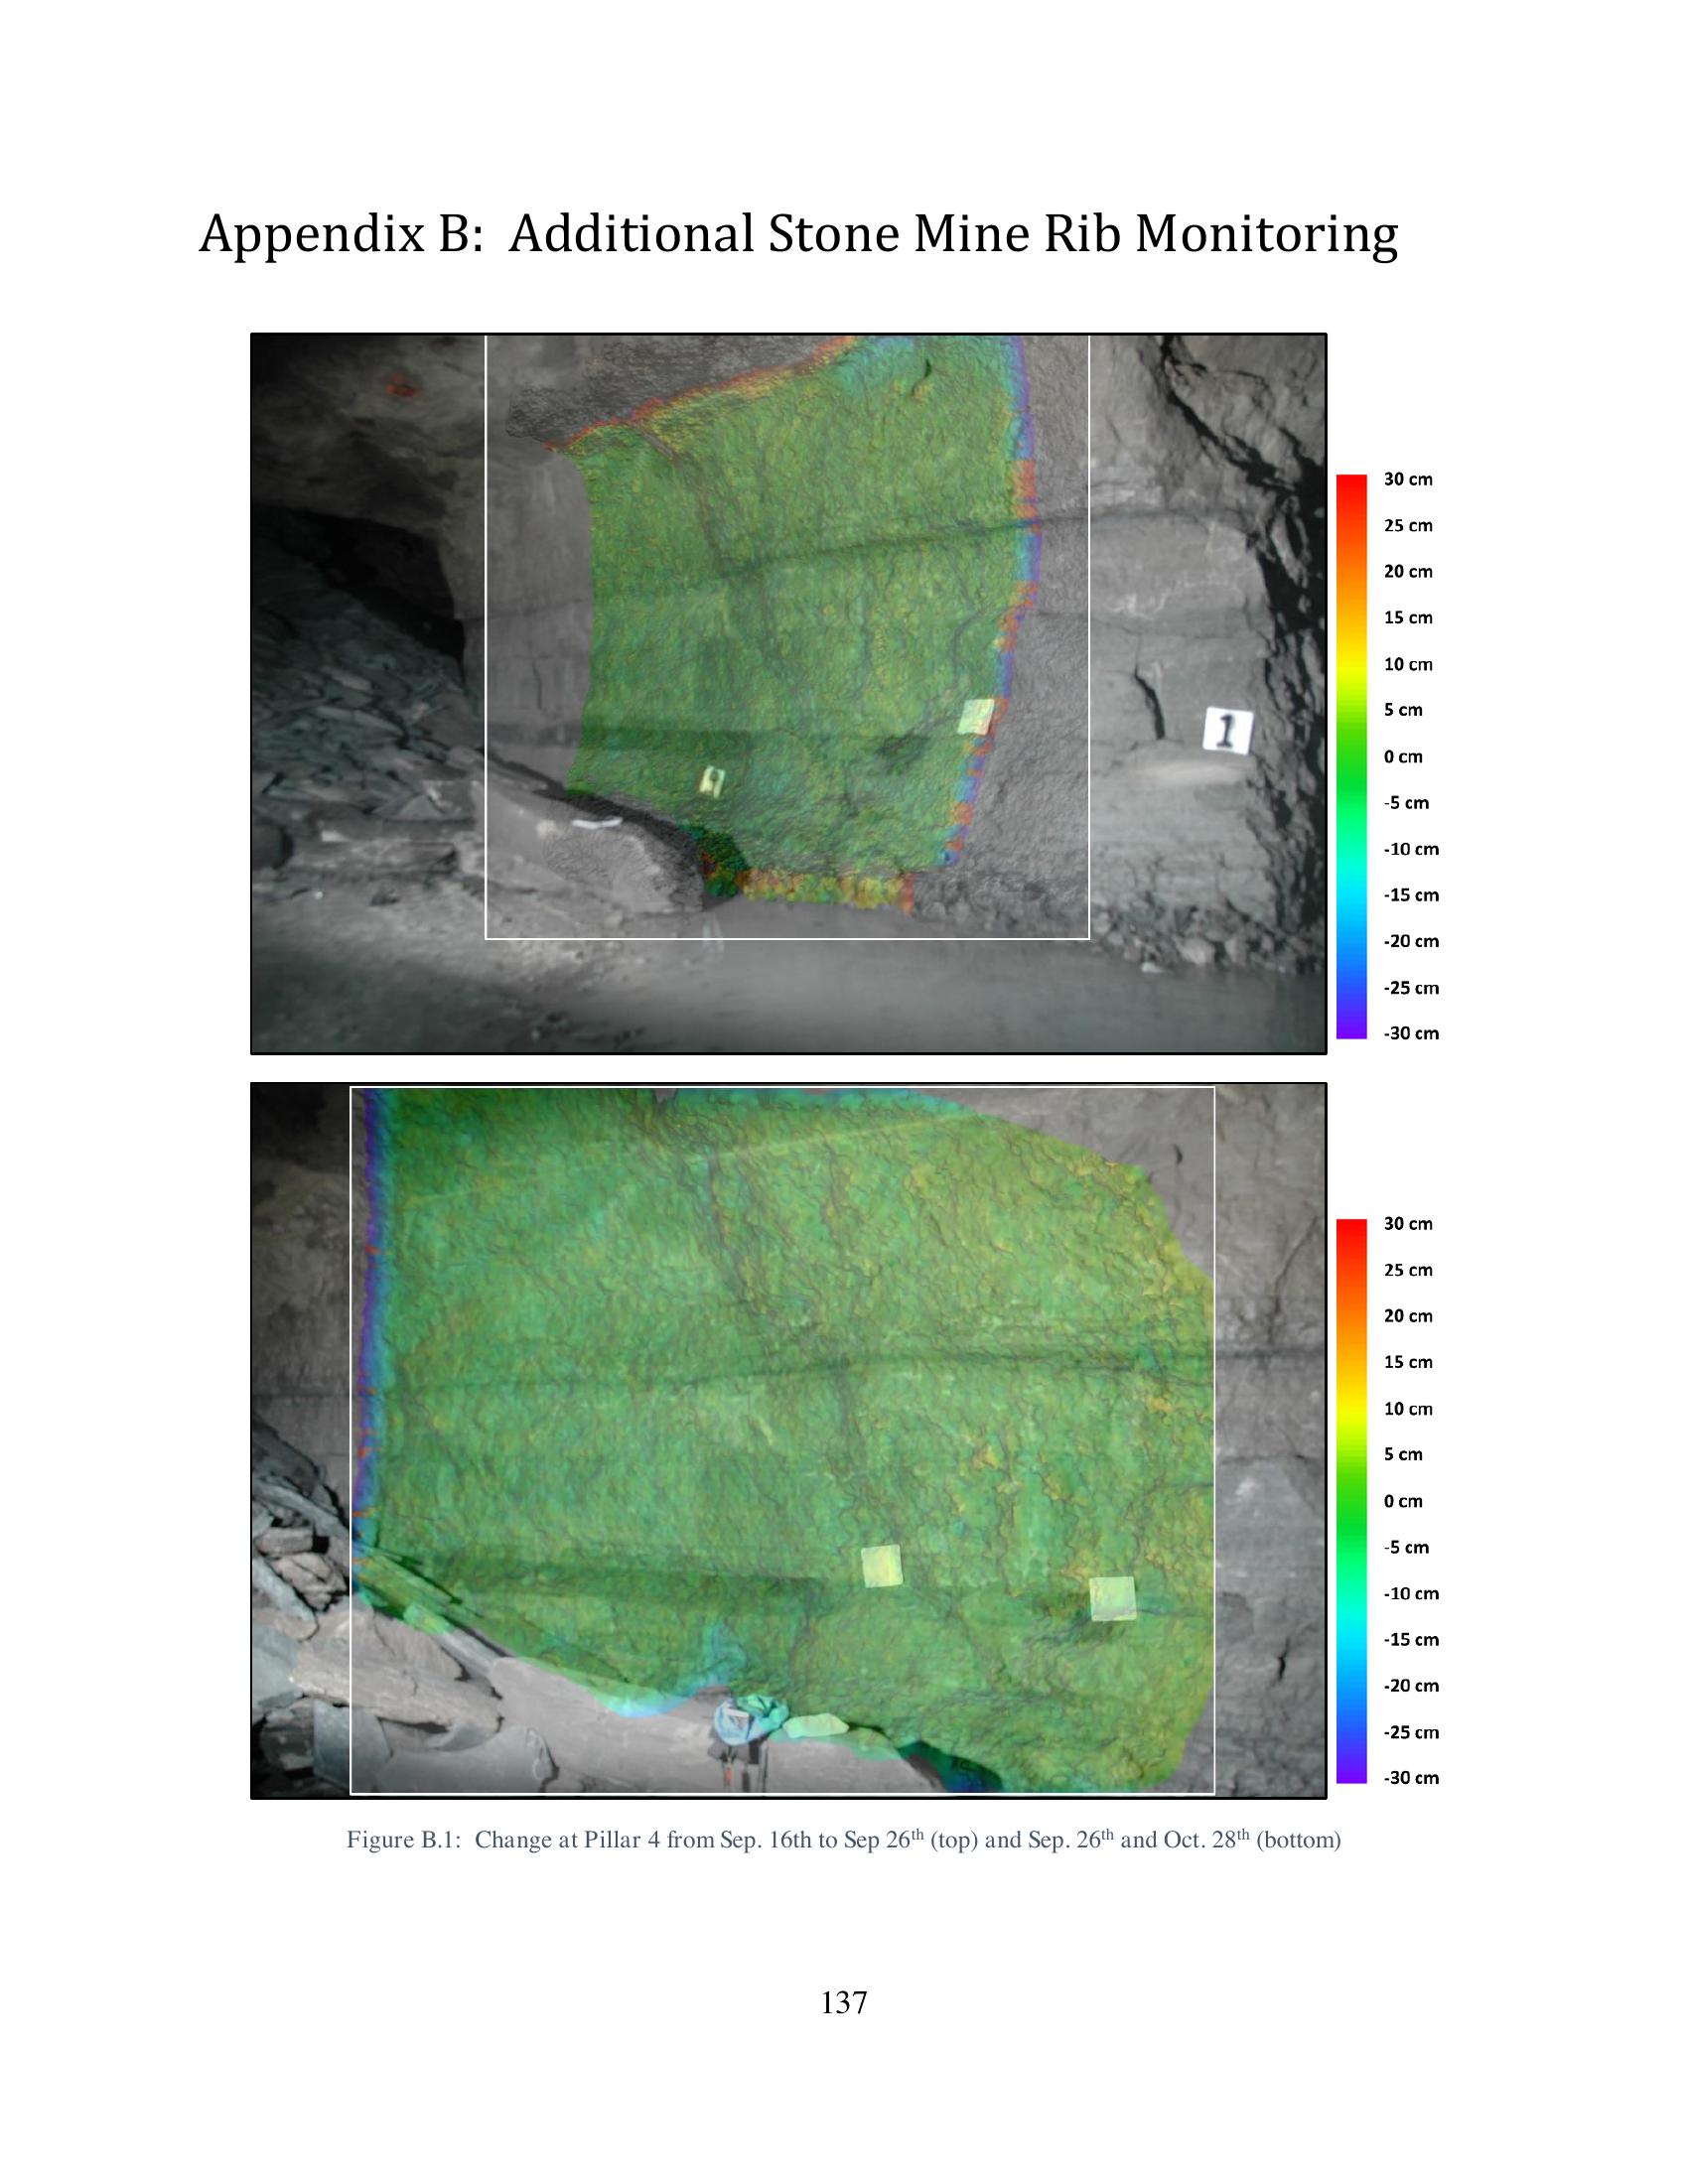 Appendix B: Additional Stone Mine Rib Monitoring
1
30 cm
25 cm
20 cm
15 cm
10 cm
5 cm
0 cm
-5 cm
-10 cm
-15 cm
-20 cm
-25 cm
-30 cm
30 cm
25 cm
20 cm
15 cm
10 cm
5 cm
0 cm
-5 cm
-10 cm
-15 cm
-20 cm
-25 cm
-30 cm
Figure B.1: Change at Pillar 4 from Sep. 16th to Sep 26th (top) and Sep. 26th and Oct. 28th (bottom)
137